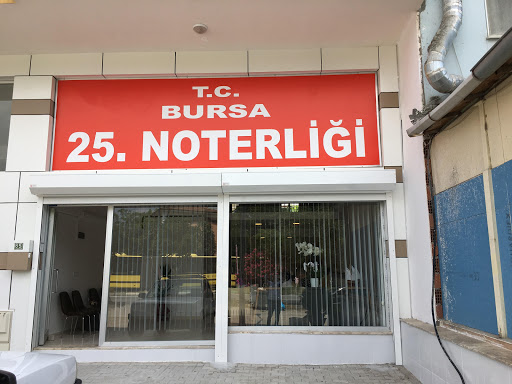 T.C.
BURSA
25. NOTERLİĞİ